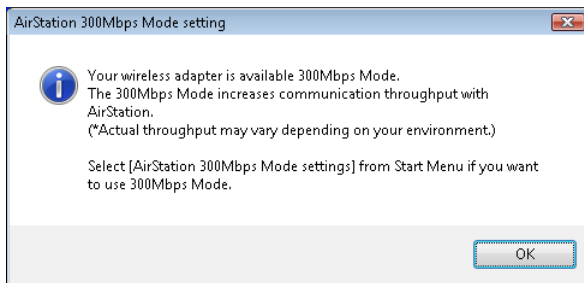 AirStation 300Mbps Mode setting
Your wireless adapter is available 300Mbps Mode.
The 300Mbps Mode increases communication throughput with
AirStation.
(*Actual throughput may vary depending on your environment.)
Select [AirStation 300Mbps Mode settings] from Start Menu if you want
to use 300Mbps Mode.
OK